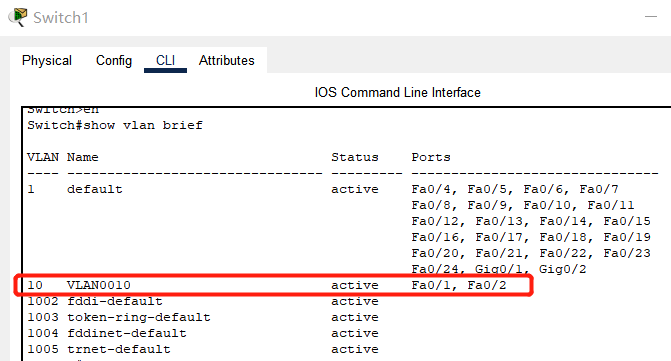 Switch1
Physical Config CLI Attributes
IOS Command Line Interface
Switch>en
Switch#show vlan brief
VLAN Name Status Ports
---- -------------------------------- --------- -------------------------------
1 default active Fa0/4, Fa0/5, Fa0/6, Fa0/7
Fa0/8, Fa0/9, Fa0/10, Fa0/11
Fa0/12, Fa0/13, Fa0/14, Fa0/15
Fa0/16, Fa0/17, Fa0/18, Fa0/19
Fa0/20, Fa0/21, Fa0/22, Fa0/23
Fa0/24, Gig0/1, Gig0/2
10 VLAN0010 active Fa0/1, Fa0/2
1002 fddi-default active
1003 token-ring-default active
1004 fddinet-default active
1005 trnet-default active